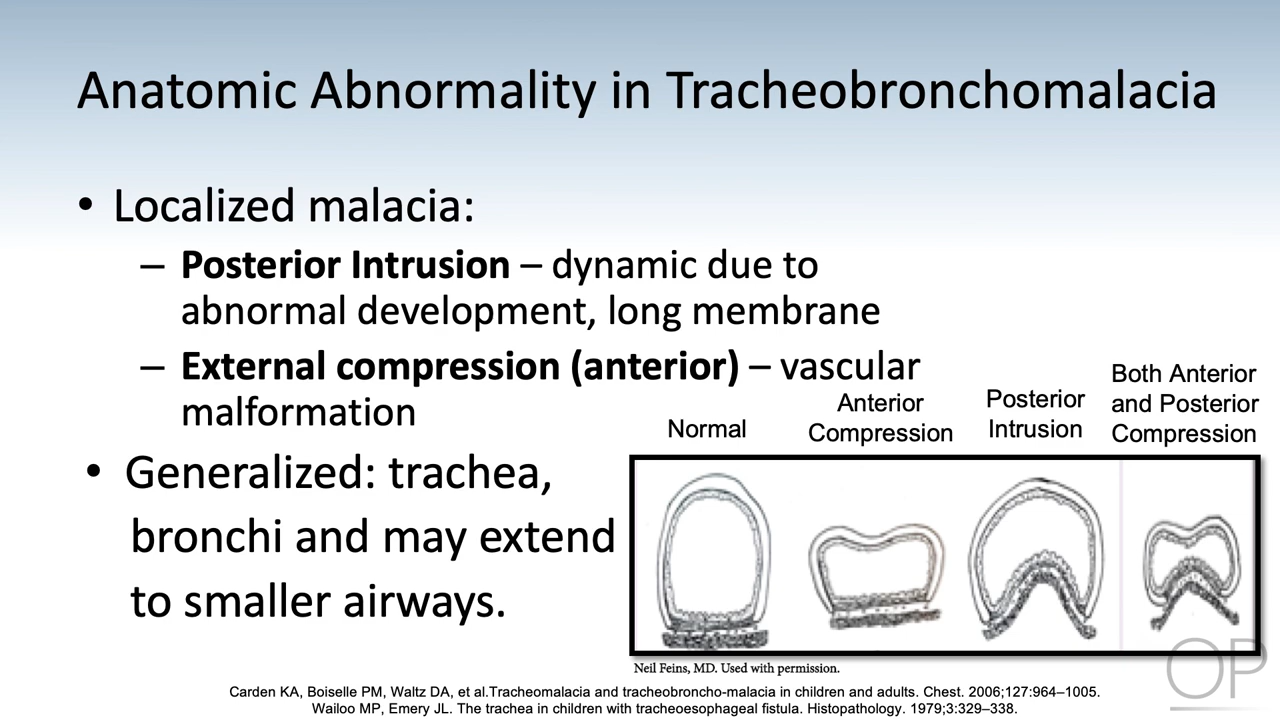 Anatomic Abnormality in Tracheobronchomalacia
• Localized malacia:
– Posterior Intrusion – dynamic due to
abnormal development, long membrane
– External compression (anterior) – vascular
malformation
• Generalized: trachea,
bronchi and may extend
to smaller airways.
Normal
Anterior
Compression
Posterior
Intrusion
Both Anterior
and Posterior
Compression
Neil Feins, MD. Used with permission.
OP
Carden KA, Boiselle PM, Waltz DA, et al.Tracheomalacia and tracheobroncho-malacia in children and adults. Chest. 2006;127:964–1005.
Wailoo MP, Emery JL. The trachea in children with tracheoesophageal fistula. Histopathology. 1979;3:329–338.